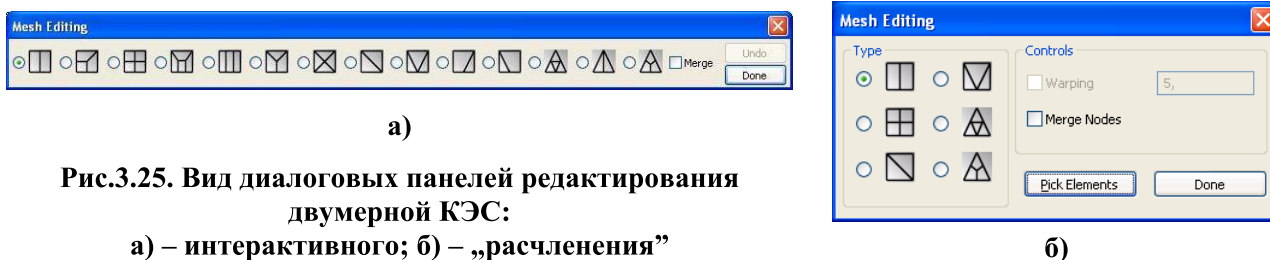 Mesh Editing
Merge
Undo
Done
а)
Рис.3.25. Вид диалоговых панелей редактирования
двумерной КЭС:
а) – интерактивного; б) – „расчленения”
Mesh Editing
Type
Controls
Warping
5,
Merge Nodes
Pick Elements
Done
б)